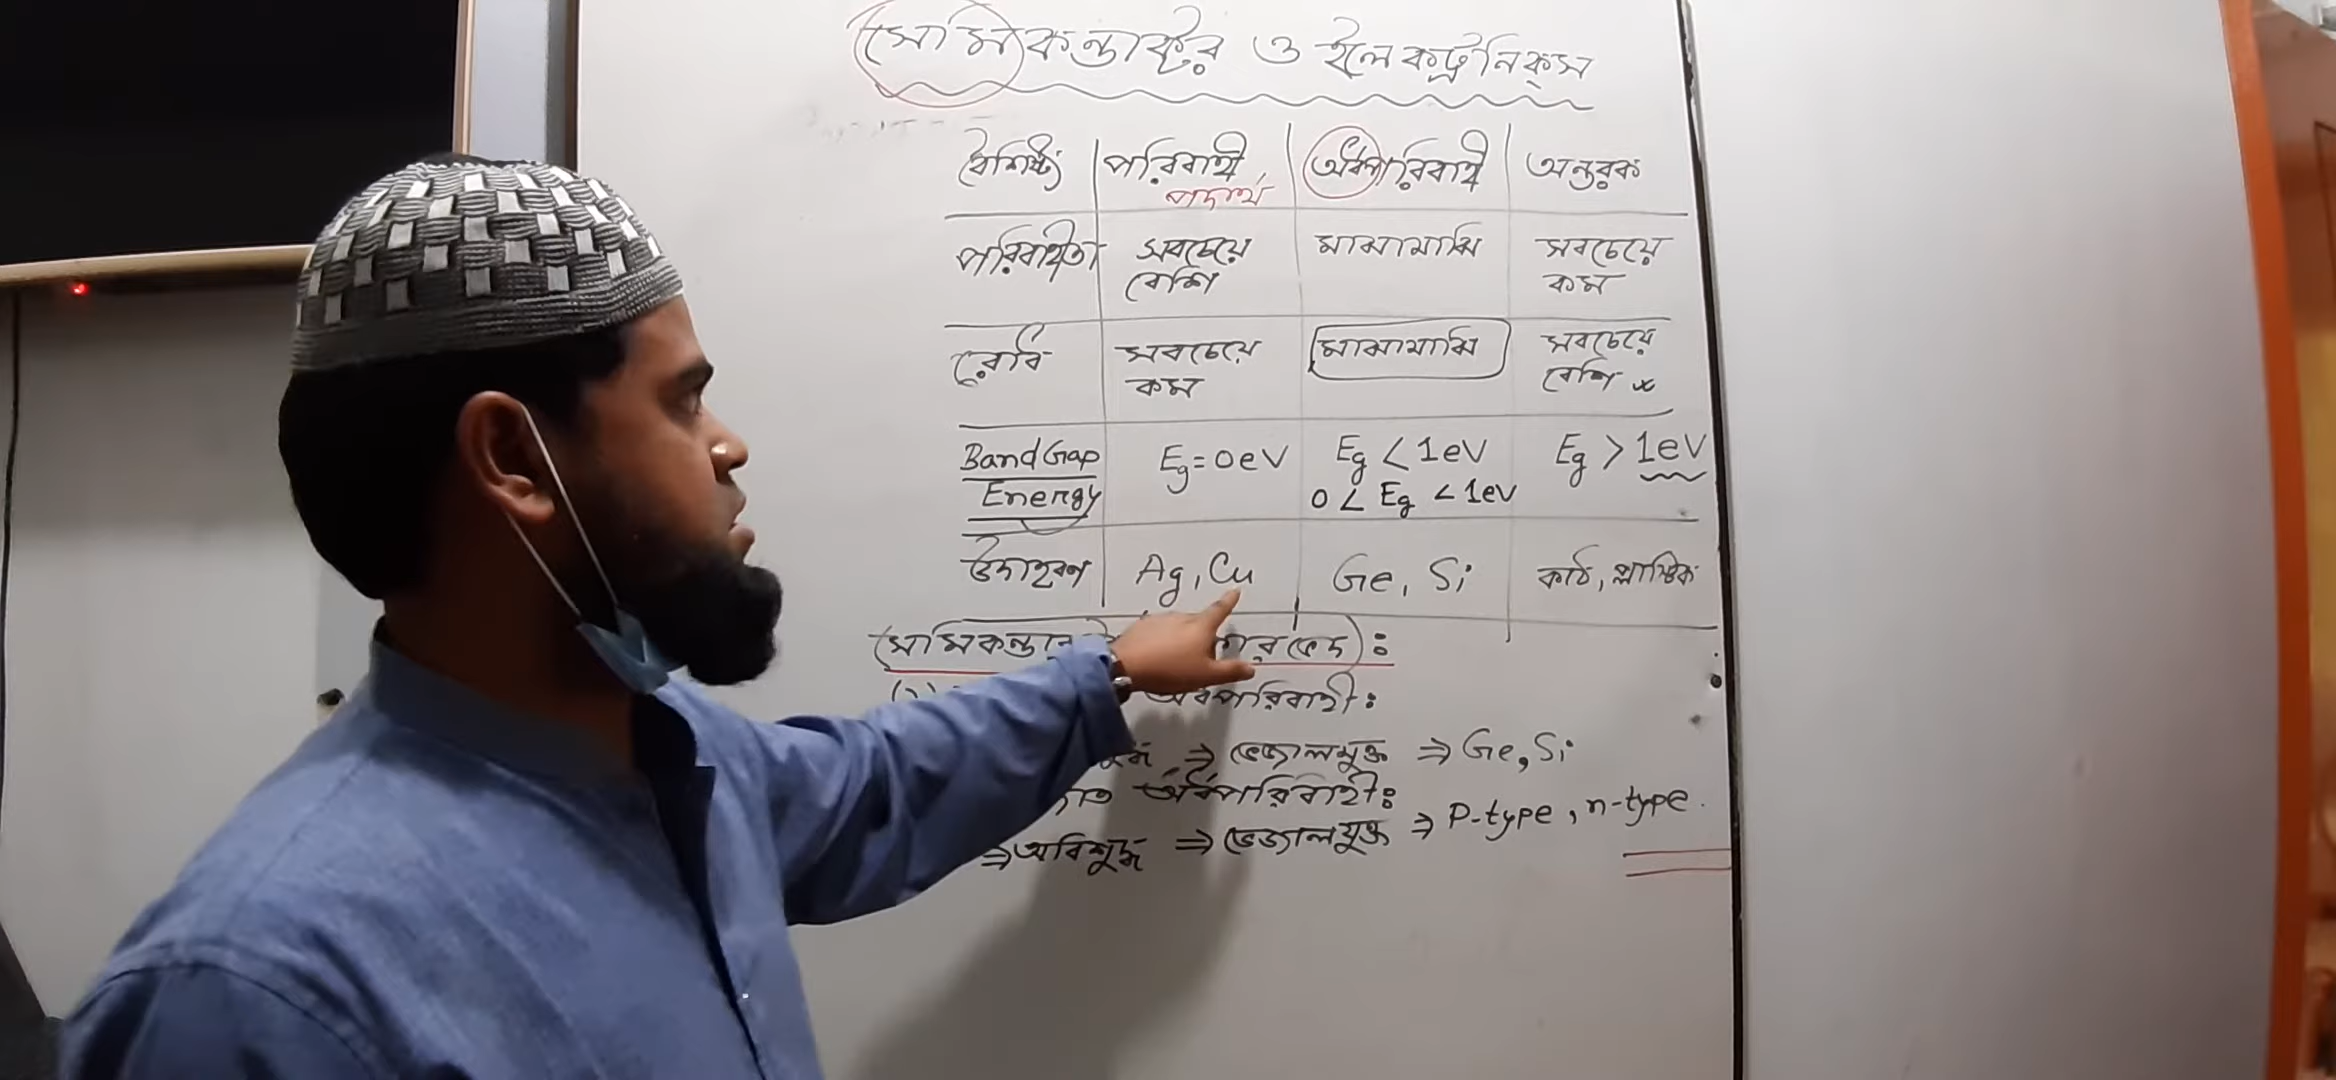 সেমিকন্ডাক্টর ও ইলেকট্রনিক্স
বৈশিষ্ট্য পরিবাহী অর্ধপরিবাহী অন্তরক
পদার্থ
পরিবাহীতা সবচেয়ে বেশি মাঝামাঝি সবচেয়ে কম
রোধ সবচেয়ে কম মাঝামাঝি সবচেয়ে বেশি
Band Gap Energy Eg = 0eV Eg < 1eV Eg > 1eV
0 < Eg < 1eV
উদাহরণ Ag, Cu Ge, Si কাঠ, প্লাস্টিক
অর্ধপরিবাহী:
⇒ ভেজালমুক্ত ⇒ Ge, Si
অর্ধপরিবাহী:
⇒ অবিশুদ্ধ ⇒ ভেজালযুক্ত ⇒ P-type, n-type.